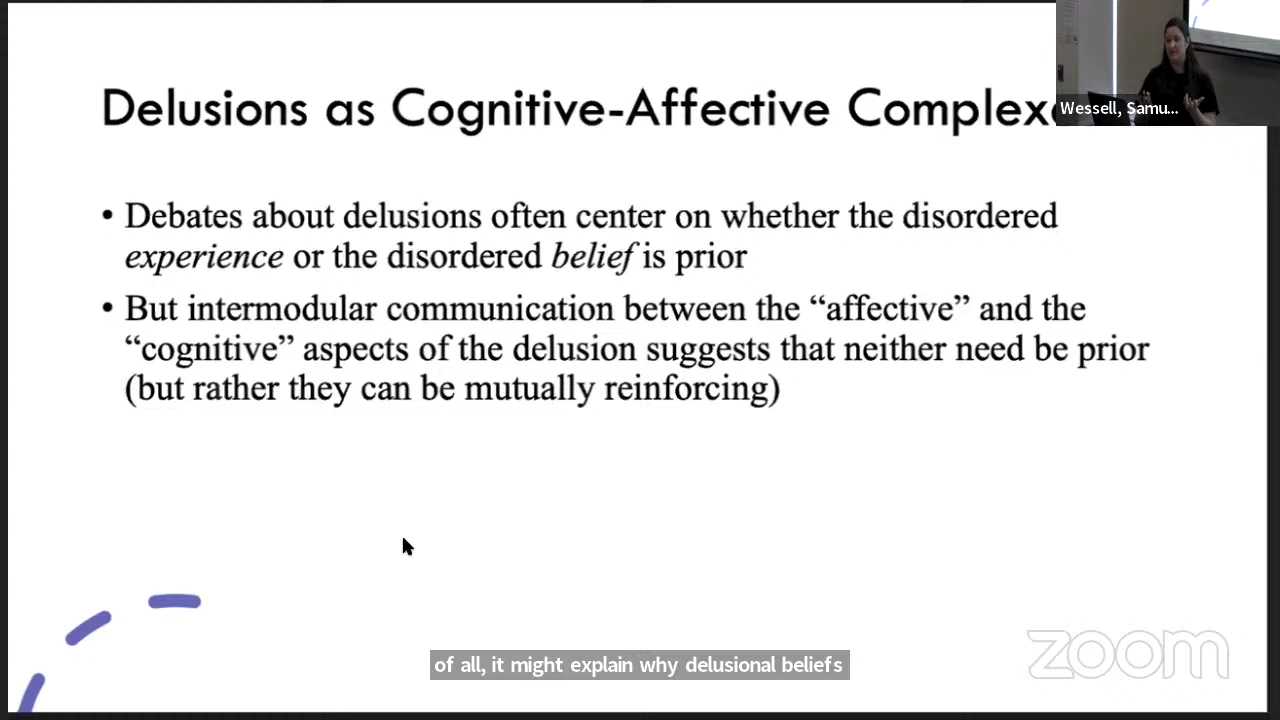 Delusions as Cognitive-Affective Complexe
Wessell, Samu...
• Debates about delusions often center on whether the disordered
experience or the disordered belief is prior
• But intermodular communication between the “affective” and the
“cognitive” aspects of the delusion suggests that neither need be prior
(but rather they can be mutually reinforcing)
of all, it might explain why delusional beliefs
zoom